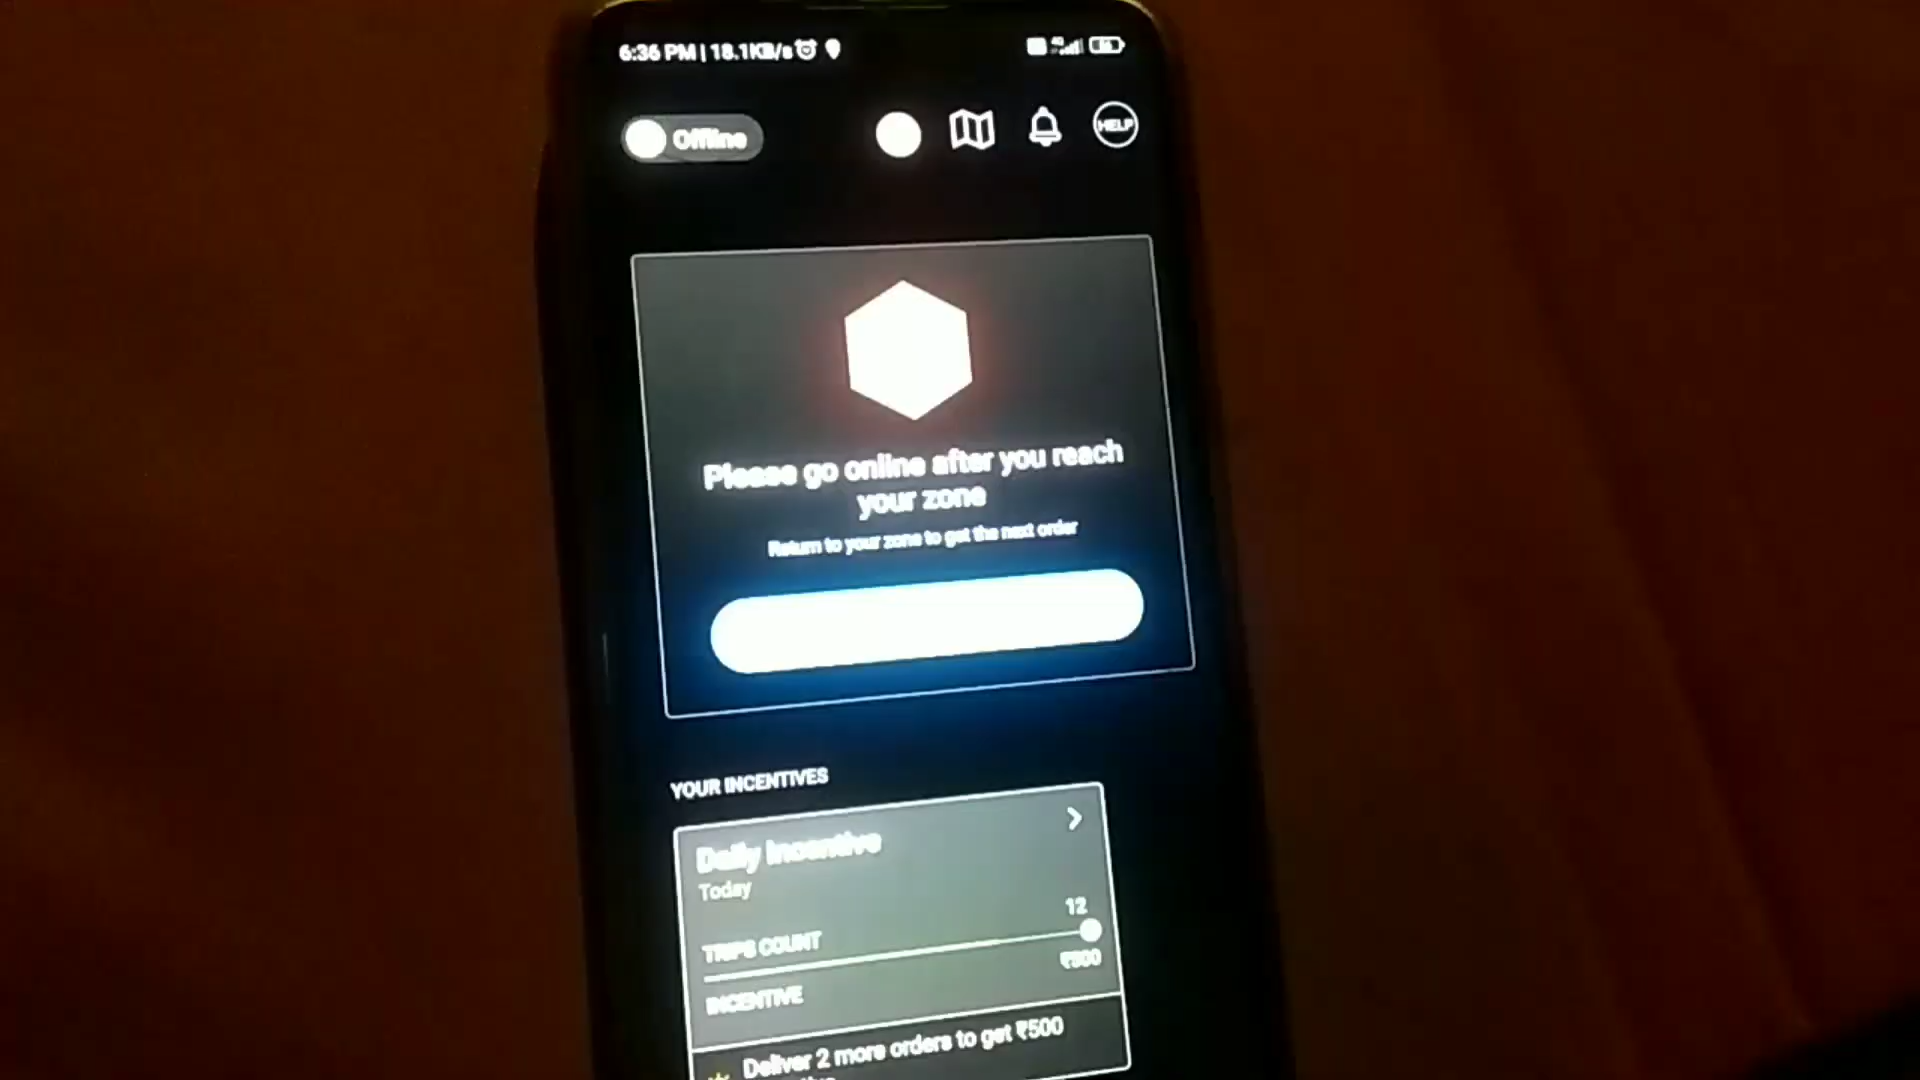 6:36 PM | 18.1KB/s
4G
Offline
HELP
Please go online after you reach
your zone
Return to your zone to get the next order
YOUR INCENTIVES
Daily Incentive
Today
12
TRIPS COUNT
₹500
INCENTIVE
Deliver 2 more orders to get ₹500